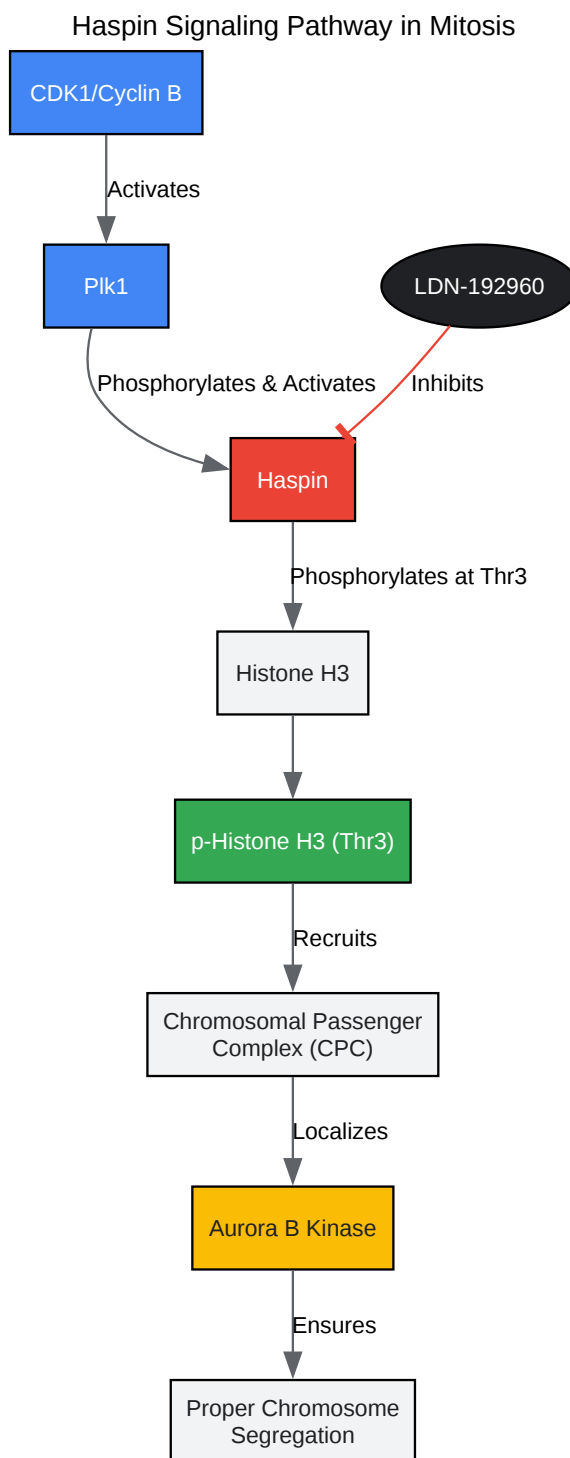 Haspin Signaling Pathway in Mitosis
CDK1/Cyclin B
Activates
Plk1
LDN-192960
Phosphorylates & Activates
Inhibits
Haspin
Phosphorylates at Thr3
Histone H3
p-Histone H3 (Thr3)
Recruits
Chromosomal Passenger
Complex (CPC)
Localizes
Aurora B Kinase
Ensures
Proper Chromosome
Segregation